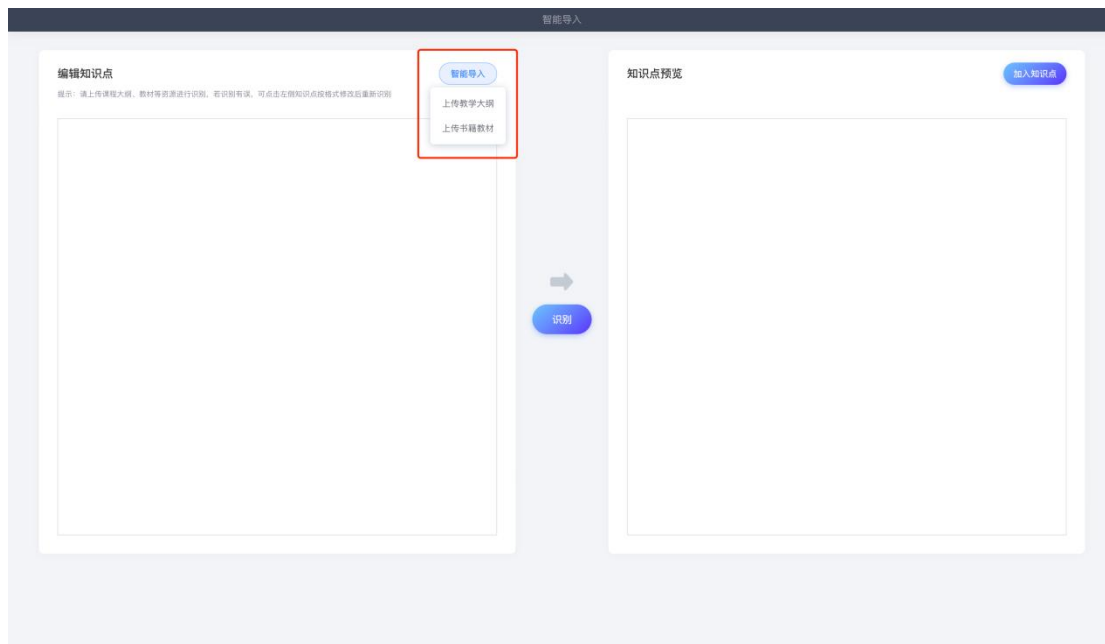 智能导入
编辑知识点
智能导入
提示：请上传课程大纲、教材等资源进行识别，若识别有误，可点击左侧知识点按格式修改后重新识别
上传教学大纲
上传书籍教材
识别
知识点预览
加入知识点